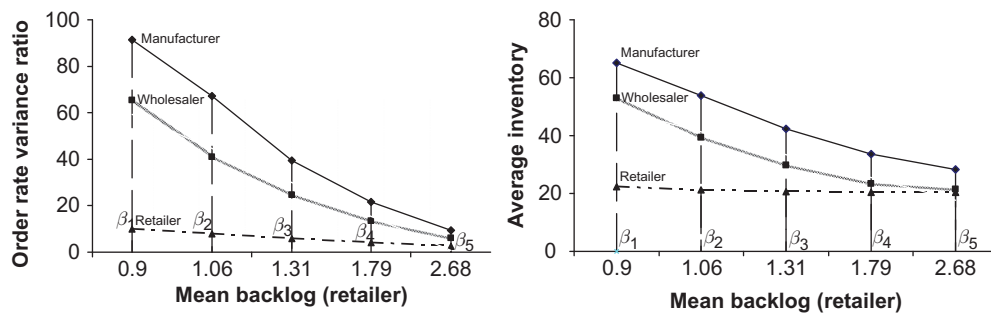 Order rate variance ratio
100
80
60
40
20
0
Manufacturer
Wholesaler
Retailer
β1
β2
β3
β4
β5
0.9 1.06 1.31 1.79 2.68
Mean backlog (retailer)
Average inventory
80
60
40
20
0
Manufacturer
Wholesaler
Retailer
β1
β2
β3
β4
β5
0.9 1.06 1.31 1.79 2.68
Mean backlog (retailer)